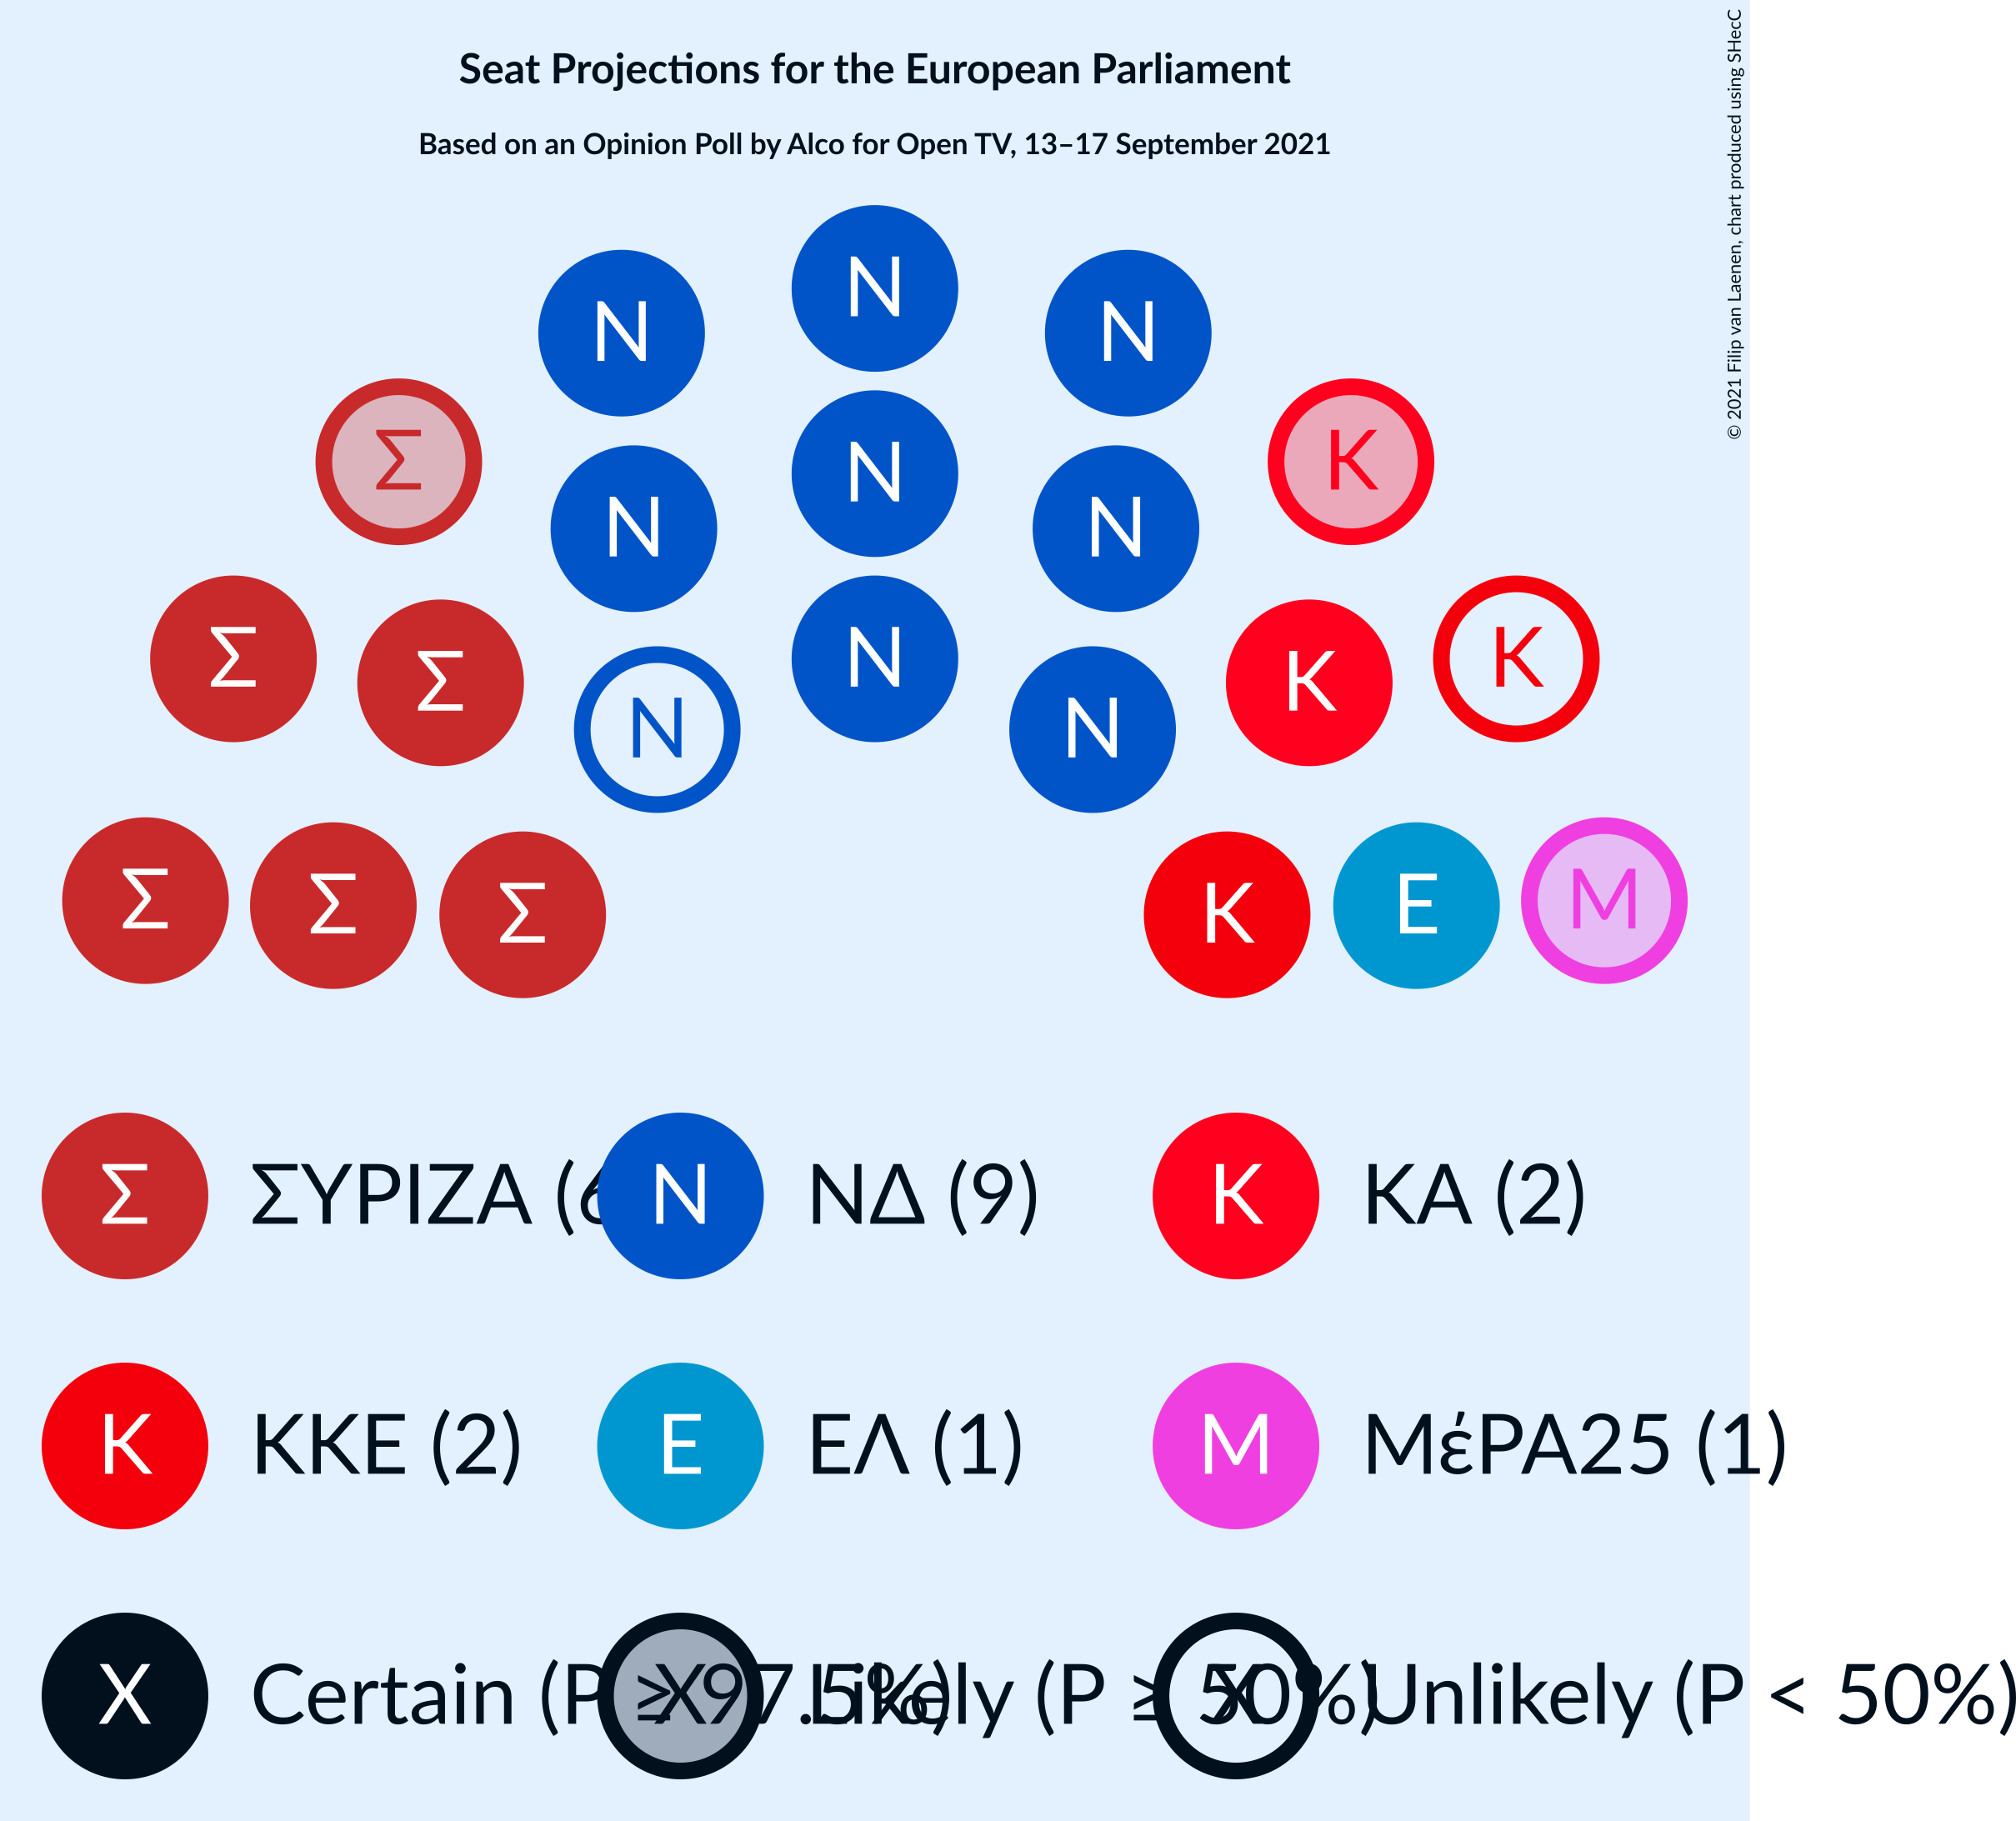 Seat Projections for the European Parliament
Based on an Opinion Poll by Alco for Open TV, 13–17 September 2021
© 2021 Filip van Laenen, chart produced using SHecC
N
N N
Σ N K
N N
Σ N K
Σ K
N N
Σ M
Σ E
Σ K
Σ ΣΥΡΙΖΑ (6 N ΝΔ (9) K ΚΑ (2)
K ΚΚΕ (2) E ΕΛ (1) M ΜέΡΑ25 (1)
X Certain (P ≥ 97.5% X Likely (P ≥ 50%) X Unlikely (P < 50%)